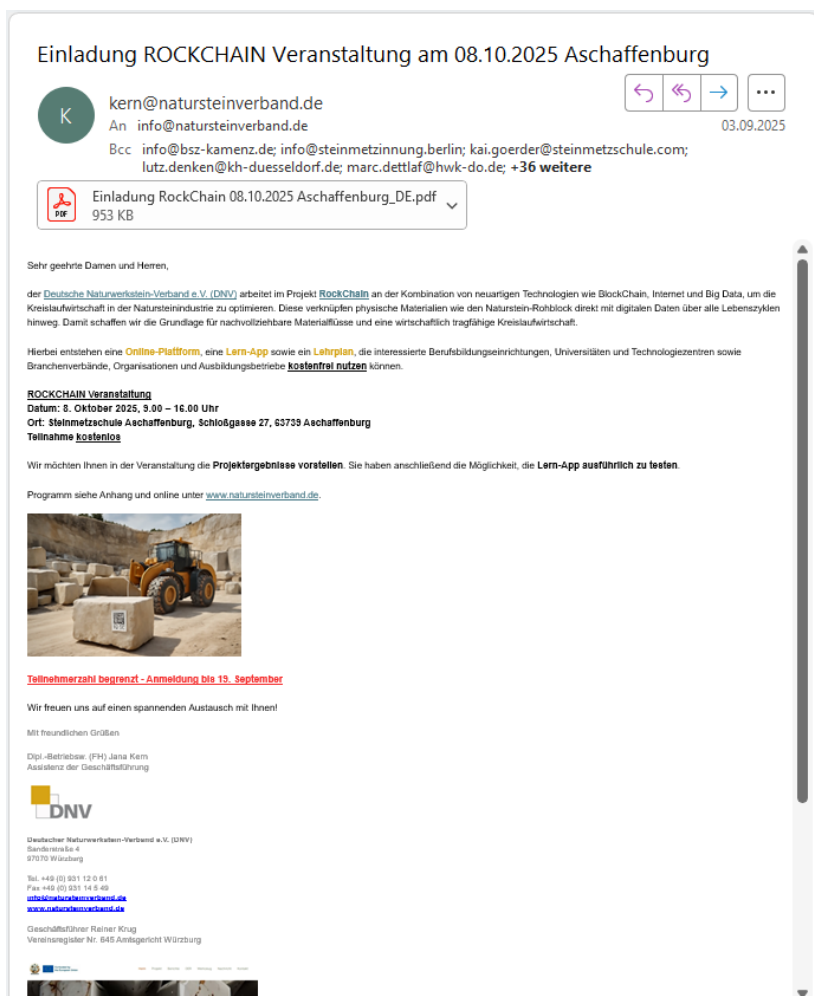 Einladung ROCKCHAIN Veranstaltung am 08.10.2025 Aschaffenburg
K
kern@natursteinverband.de
An info@natursteinverband.de
03.09.2025
Bcc info@bsz-kamenz.de; info@steinmetzinnung.berlin; kai.goerder@steinmetzschule.com;
lutz.denken@kh-duesseldorf.de; marc.dettlaf@hwk-do.de; +36 weitere
PDF
Einladung RockChain 08.10.2025 Aschaffenburg_DE.pdf
953 KB
Sehr geehrte Damen und Herren,
der Deutsche Naturwerkstein-Verband e.V. (DNV) arbeitet im Projekt RockChain an der Kombination von neuartigen Technologien wie BlockChain, Internet und Big Data, um die
Kreislaufwirtschaft in der Natursteinindustrie zu optimieren. Diese verknüpfen physische Materialien wie den Naturstein-Rohblock direkt mit digitalen Daten über alle Lebenszyklen
hinweg. Damit schaffen wir die Grundlage für nachvollziehbare Materialflüsse und eine wirtschaftlich tragfähige Kreislaufwirtschaft.
Hierbei entstehen eine Online-Plattform, eine Lern-App sowie ein Lehrplan, die interessierte Berufsbildungseinrichtungen, Universitäten und Technologiezentren sowie
Branchenverbände, Organisationen und Ausbildungsbetriebe kostenfrei nutzen können.
ROCKCHAIN Veranstaltung
Datum: 8. Oktober 2025, 9.00 – 16.00 Uhr
Ort: Steinmetzschule Aschaffenburg, Schloßgasse 27, 63739 Aschaffenburg
Teilnahme kostenlos
Wir möchten Ihnen in der Veranstaltung die Projektergebnisse vorstellen. Sie haben anschließend die Möglichkeit, die Lern-App ausführlich zu testen.
Programm siehe Anhang und online unter www.natursteinverband.de.
Teilnehmerzahl begrenzt - Anmeldung bis 19. September
Wir freuen uns auf einen spannenden Austausch mit Ihnen!
Mit freundlichen Grüßen
Dipl.-Betriebsw. (FH) Jana Kern
Assistenz der Geschäftsführung
DNV
Deutscher Naturwerkstein-Verband e.V. (DNV)
Sanderstraße 4
97070 Würzburg
Tel. +49 (0) 931 12 0 61
Fax +49 (0) 931 14 5 49
info@natursteinverband.de
www.natursteinverband.de
Geschäftsführer Reiner Krug
Vereinsregister Nr. 645 Amtsgericht Würzburg